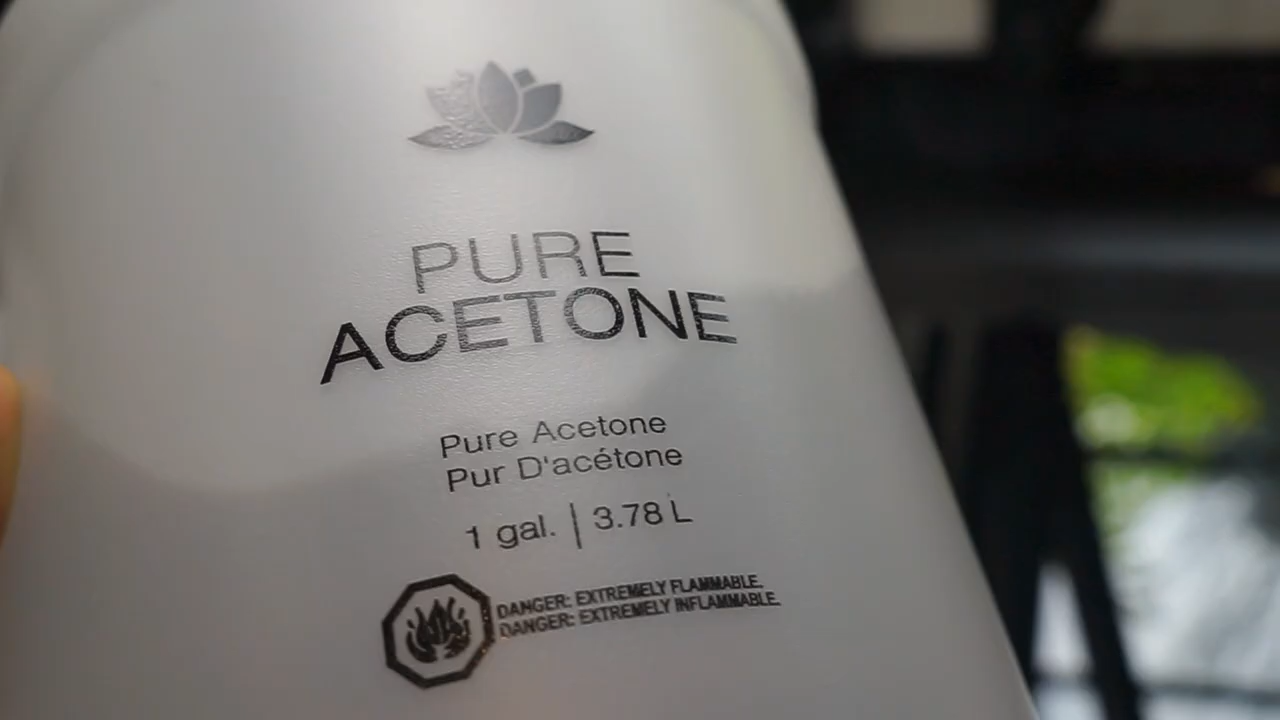 PURE
ACETONE
Pure Acetone
Pur D'acétone
1 gal. | 3.78 L
DANGER: EXTREMELY FLAMMABLE.
DANGER: EXTREMELY INFLAMMABLE.